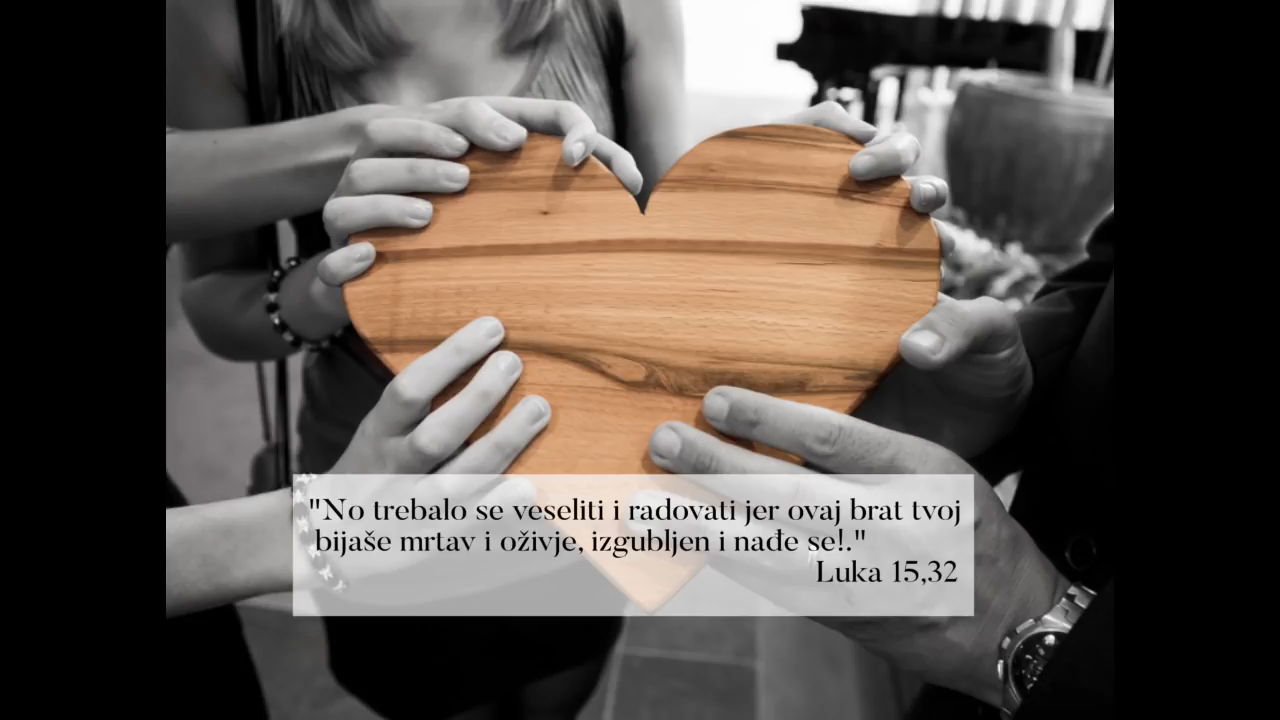 "No trebalo se veseliti i radovati jer ovaj brat tvoj
bijaše mrtav i oživje, izgubljen i nađe se!."
Luka 15,32